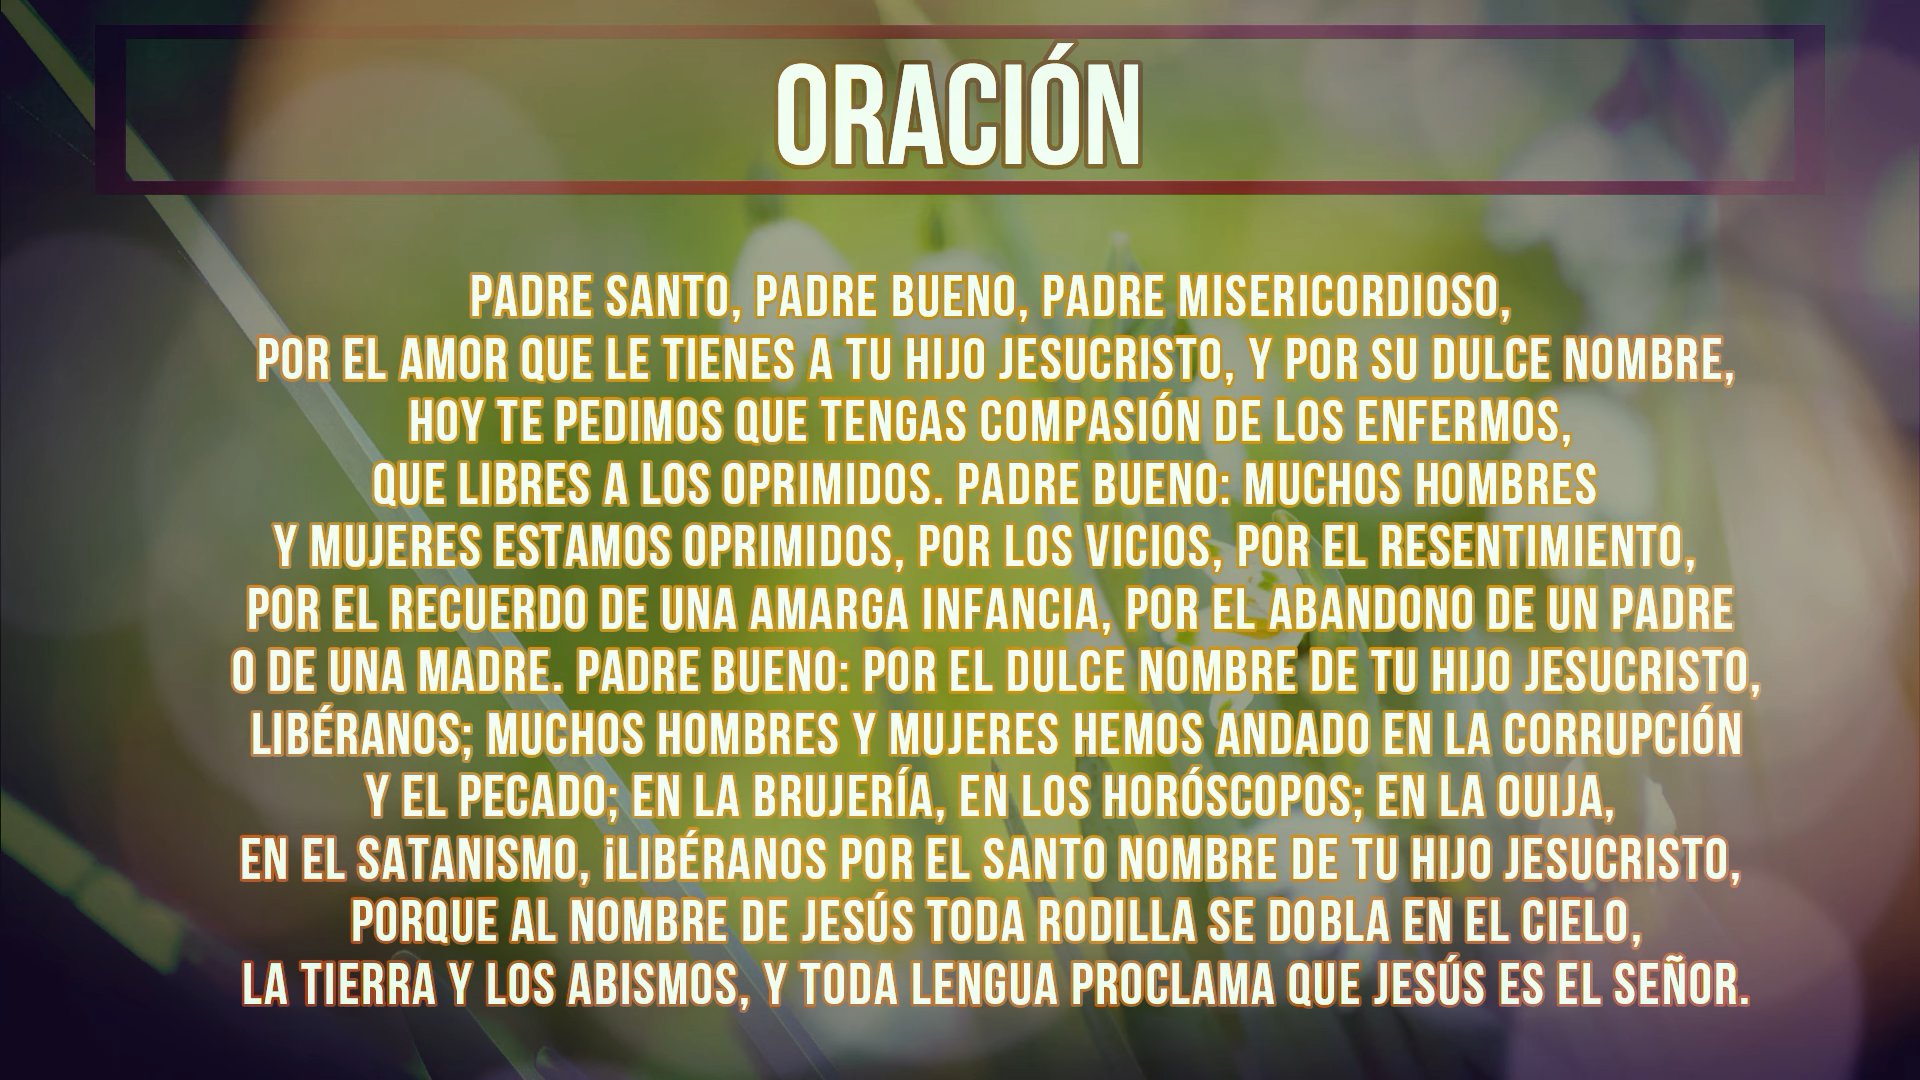 ORACIÓN
PADRE SANTO, PADRE BUENO, PADRE MISERICORDIOSO,
POR EL AMOR QUE LE TIENES A TU HIJO JESUCRISTO, Y POR SU DULCE NOMBRE,
HOY TE PEDIMOS QUE TENGAS COMPASIÓN DE LOS ENFERMOS,
QUE LIBRES A LOS OPRIMIDOS. PADRE BUENO: MUCHOS HOMBRES
Y MUJERES ESTAMOS OPRIMIDOS, POR LOS VICIOS, POR EL RESENTIMIENTO,
POR EL RECUERDO DE UNA AMARGA INFANCIA, POR EL ABANDONO DE UN PADRE
O DE UNA MADRE. PADRE BUENO: POR EL DULCE NOMBRE DE TU HIJO JESUCRISTO,
LIBÉRANOS; MUCHOS HOMBRES Y MUJERES HEMOS ANDADO EN LA CORRUPCIÓN
Y EL PECADO; EN LA BRUJERÍA, EN LOS HORÓSCOPOS; EN LA OUIJA,
EN EL SATANISMO, ¡LIBÉRANOS POR EL SANTO NOMBRE DE TU HIJO JESUCRISTO,
PORQUE AL NOMBRE DE JESÚS TODA RODILLA SE DOBLA EN EL CIELO,
LA TIERRA Y LOS ABISMOS, Y TODA LENGUA PROCLAMA QUE JESÚS ES EL SEÑOR.